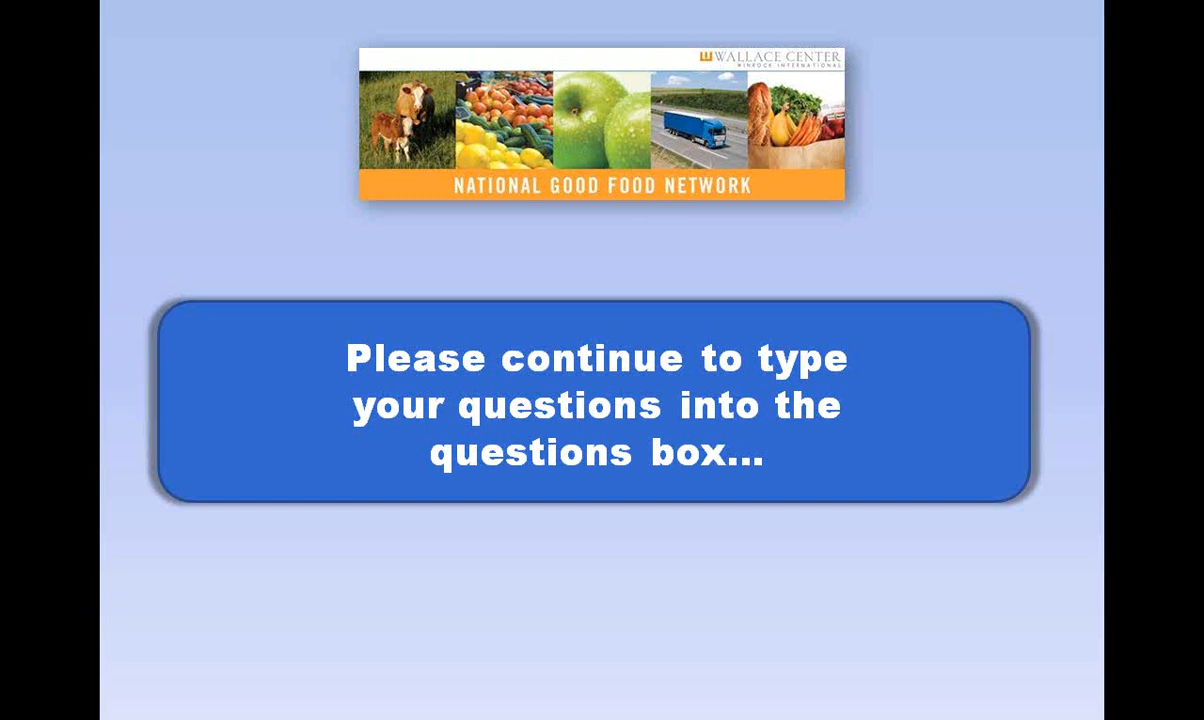 WALLACE CENTER
WINROCK INTERNATIONAL
NATIONAL GOOD FOOD NETWORK
Please continue to type
your questions into the
questions box...